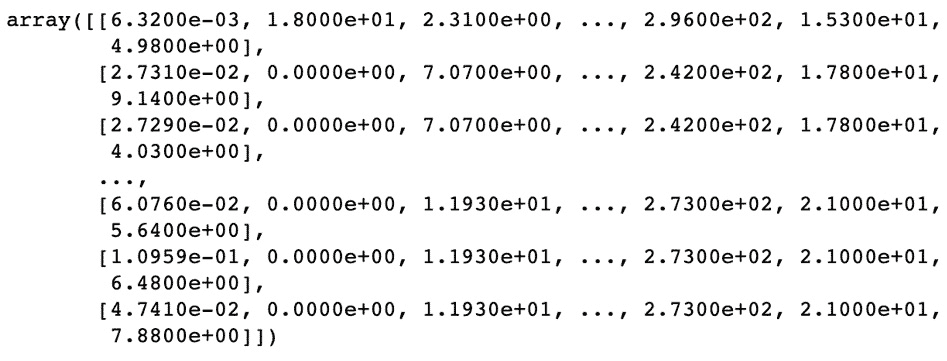 array([[6.3200e-03, 1.8000e+01, 2.3100e+00, ..., 2.9600e+02, 1.5300e+01,
        4.9800e+00],
       [2.7310e-02, 0.0000e+00, 7.0700e+00, ..., 2.4200e+02, 1.7800e+01,
        9.1400e+00],
       [2.7290e-02, 0.0000e+00, 7.0700e+00, ..., 2.4200e+02, 1.7800e+01,
        4.0300e+00],
       ...,
       [6.0760e-02, 0.0000e+00, 1.1930e+01, ..., 2.7300e+02, 2.1000e+01,
        5.6400e+00],
       [1.0959e-01, 0.0000e+00, 1.1930e+01, ..., 2.7300e+02, 2.1000e+01,
        6.4800e+00],
       [4.7410e-02, 0.0000e+00, 1.1930e+01, ..., 2.7300e+02, 2.1000e+01,
        7.8800e+00]])